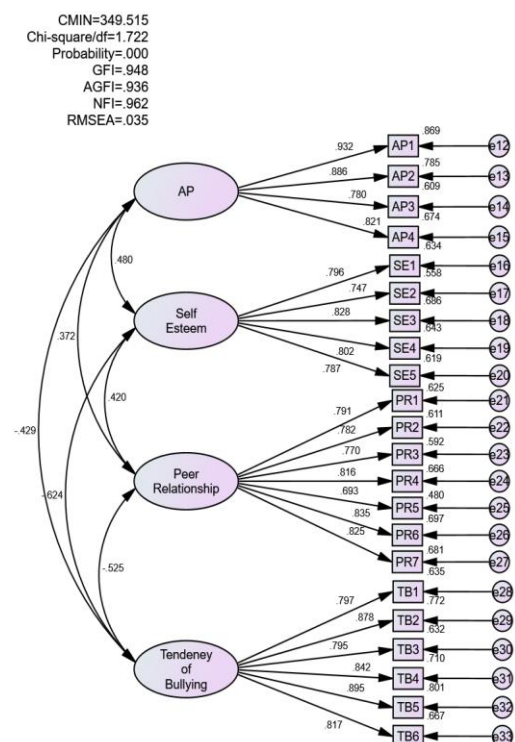 CMIN=349.515
Chi-square/df=1.722
Probability=.000
GFI=.948
AGFI=.936
NFI=.962
RMSEA=.035
.869
.932 AP1 e12
.785
.886 AP2 e13
AP .609
.780 AP3 e14
.674
.821 AP4 e15
.634
.480 .796 SE1 e16
.558
.747 SE2 e17
Self Esteem .686
.828 SE3 e18
.372 .643
.802 SE4 e19
.619
.787 SE5 e20
.625
.420 .791 PR1 e21
-.429 .611
.782 PR2 e22
.592
.770 PR3 e23
Peer Relationship .666
.816 PR4 e24
-.624 .480
.693 PR5 e25
.697
.835 PR6 e26
.681
.825 PR7 e27
-.525 .635
.797 TB1 e28
.772
.878 TB2 e29
.632
.795 TB3 e30
Tendeney of Bullying .710
.842 TB4 e31
.801
.895 TB5 e32
.667
.817 TB6 e33